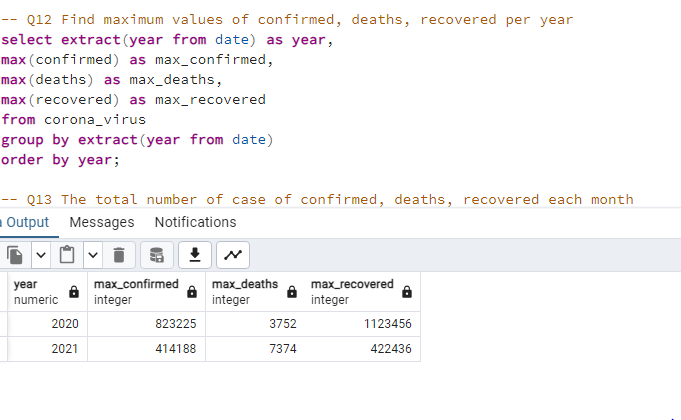 -- Q12 Find maximum values of confirmed, deaths, recovered per year
select extract(year from date) as year,
max(confirmed) as max_confirmed,
max(deaths) as max_deaths,
max(recovered) as max_recovered
from corona_virus
group by extract(year from date)
order by year;
-- Q13 The total number of case of confirmed, deaths, recovered each month
Output Messages Notifications
year max_confirmed max_deaths max_recovered
numeric integer integer integer
2020 823225 3752 1123456
2021 414188 7374 422436